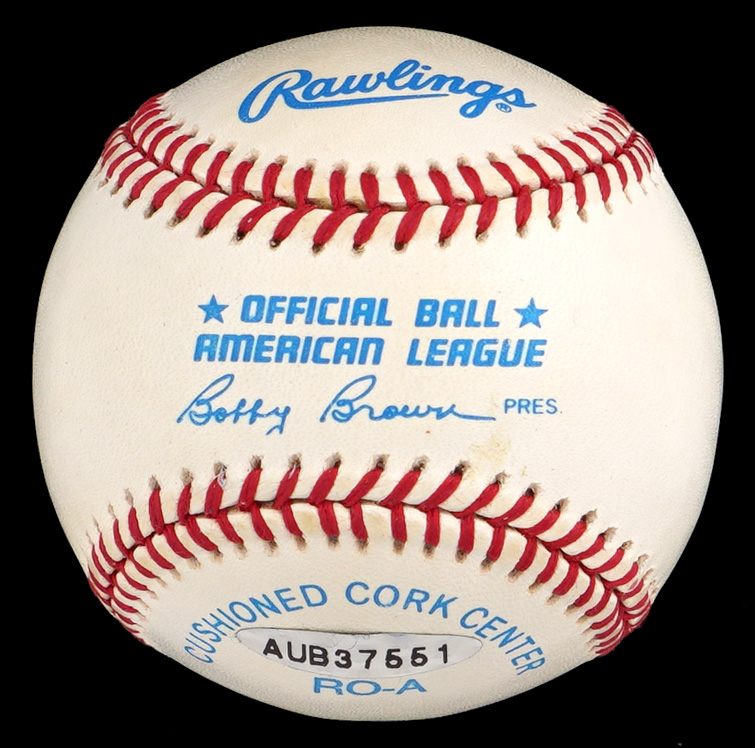 Rawlings®
★ OFFICIAL BALL ★
AMERICAN LEAGUE
Bobby Brown PRES.
CUSHIONED CORK CENTER
AUB37551
RO-A